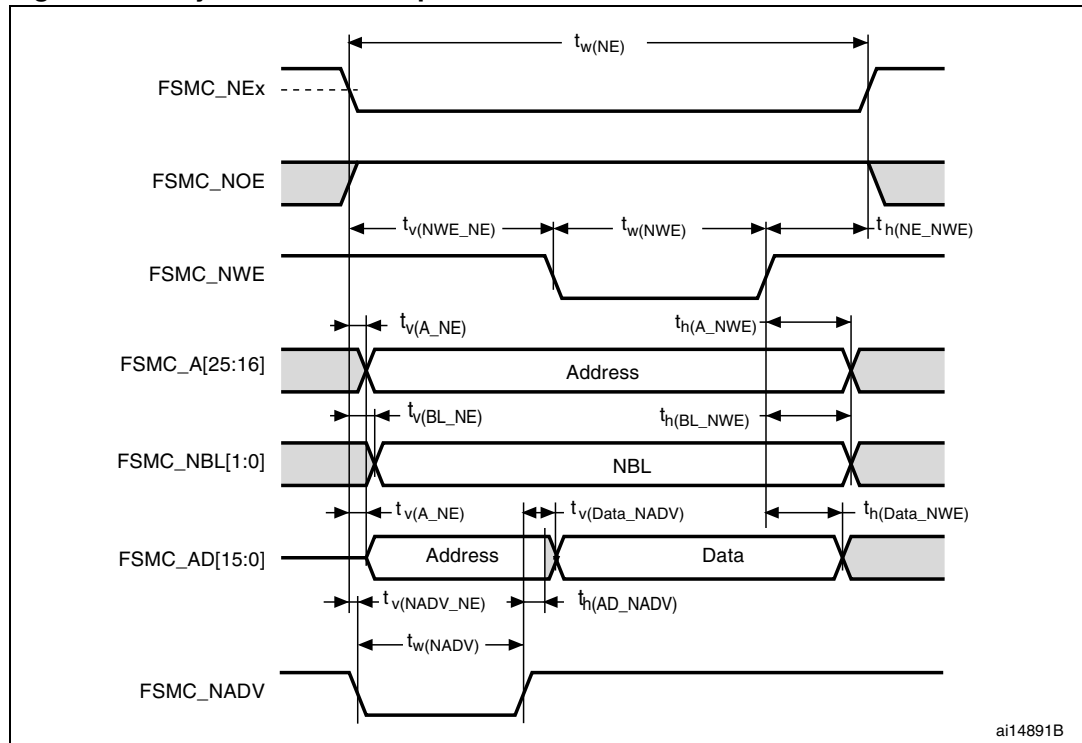 tw(NE)
FSMC_NEx
FSMC_NOE
tv(NWE_NE)
tw(NWE)
th(NE_NWE)
FSMC_NWE
tv(A_NE)
th(A_NWE)
FSMC_A[25:16]
Address
tv(BL_NE)
th(BL_NWE)
FSMC_NBL[1:0]
NBL
tv(A_NE)
tv(Data_NADV)
th(Data_NWE)
FSMC_AD[15:0]
Address
Data
tv(NADV_NE)
th(AD_NADV)
tw(NADV)
FSMC_NADV
ai14891B